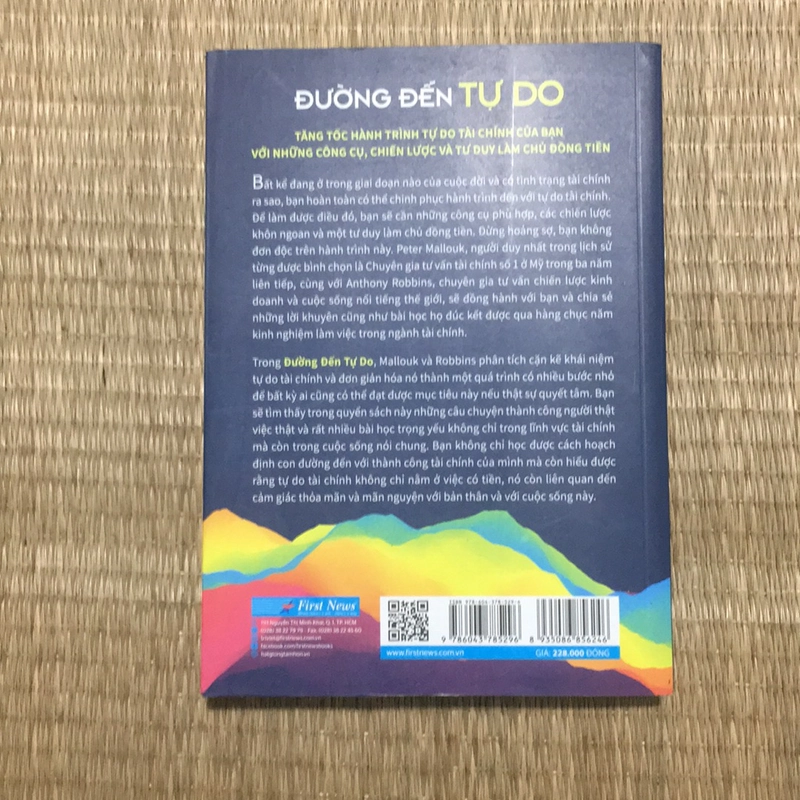 ĐƯỜNG ĐẾN TỰ DO
TĂNG TỐC HÀNH TRÌNH TỰ DO TÀI CHÍNH CỦA BẠN
VỚI NHỮNG CÔNG CỤ, CHIẾN LƯỢC VÀ TƯ DUY LÀM CHỦ ĐỒNG TIỀN
Bất kể đang ở trong giai đoạn nào của cuộc đời và có tình trạng tài chính
ra sao, bạn hoàn toàn có thể chinh phục hành trình đến với tự do tài chính.
Để làm được điều đó, bạn sẽ cần những công cụ phù hợp, các chiến lược
khôn ngoan và một tư duy làm chủ đồng tiền. Đừng hoảng sợ, bạn không
đơn độc trên hành trình này. Peter Mallouk, người duy nhất trong lịch sử
từng được bình chọn là Chuyên gia tư vấn tài chính số 1 ở Mỹ trong ba năm
liên tiếp, cùng với Anthony Robbins, chuyên gia tư vấn chiến lược kinh
doanh và cuộc sống nổi tiếng thế giới, sẽ đồng hành với bạn và chia sẻ
những lời khuyên cũng như bài học họ đúc kết được qua hàng chục năm
kinh nghiệm làm việc trong ngành tài chính.
Trong Đường Đến Tự Do, Mallouk và Robbins phân tích cặn kẽ khái niệm
tự do tài chính và đơn giản hóa nó thành một quá trình có nhiều bước nhỏ
để bất kỳ ai cũng có thể đạt được mục tiêu này nếu thật sự quyết tâm. Bạn
sẽ tìm thấy trong quyển sách này những câu chuyện thành công người thật
việc thật và rất nhiều bài học trọng yếu không chỉ trong lĩnh vực tài chính
mà còn trong cuộc sống nói chung. Bạn không chỉ học được cách hoạch
định con đường đến với thành công tài chính của mình mà còn hiểu được
rằng tự do tài chính không chỉ nằm ở việc có tiền, nó còn liên quan đến
cảm giác thỏa mãn và mãn nguyện với bản thân và với cuộc sống này.
First News
ISBN 978-604-378-529-6
9 786043 785296
8 935086 856246
www.firstnews.com.vn
GIÁ: 228.000 ĐỒNG